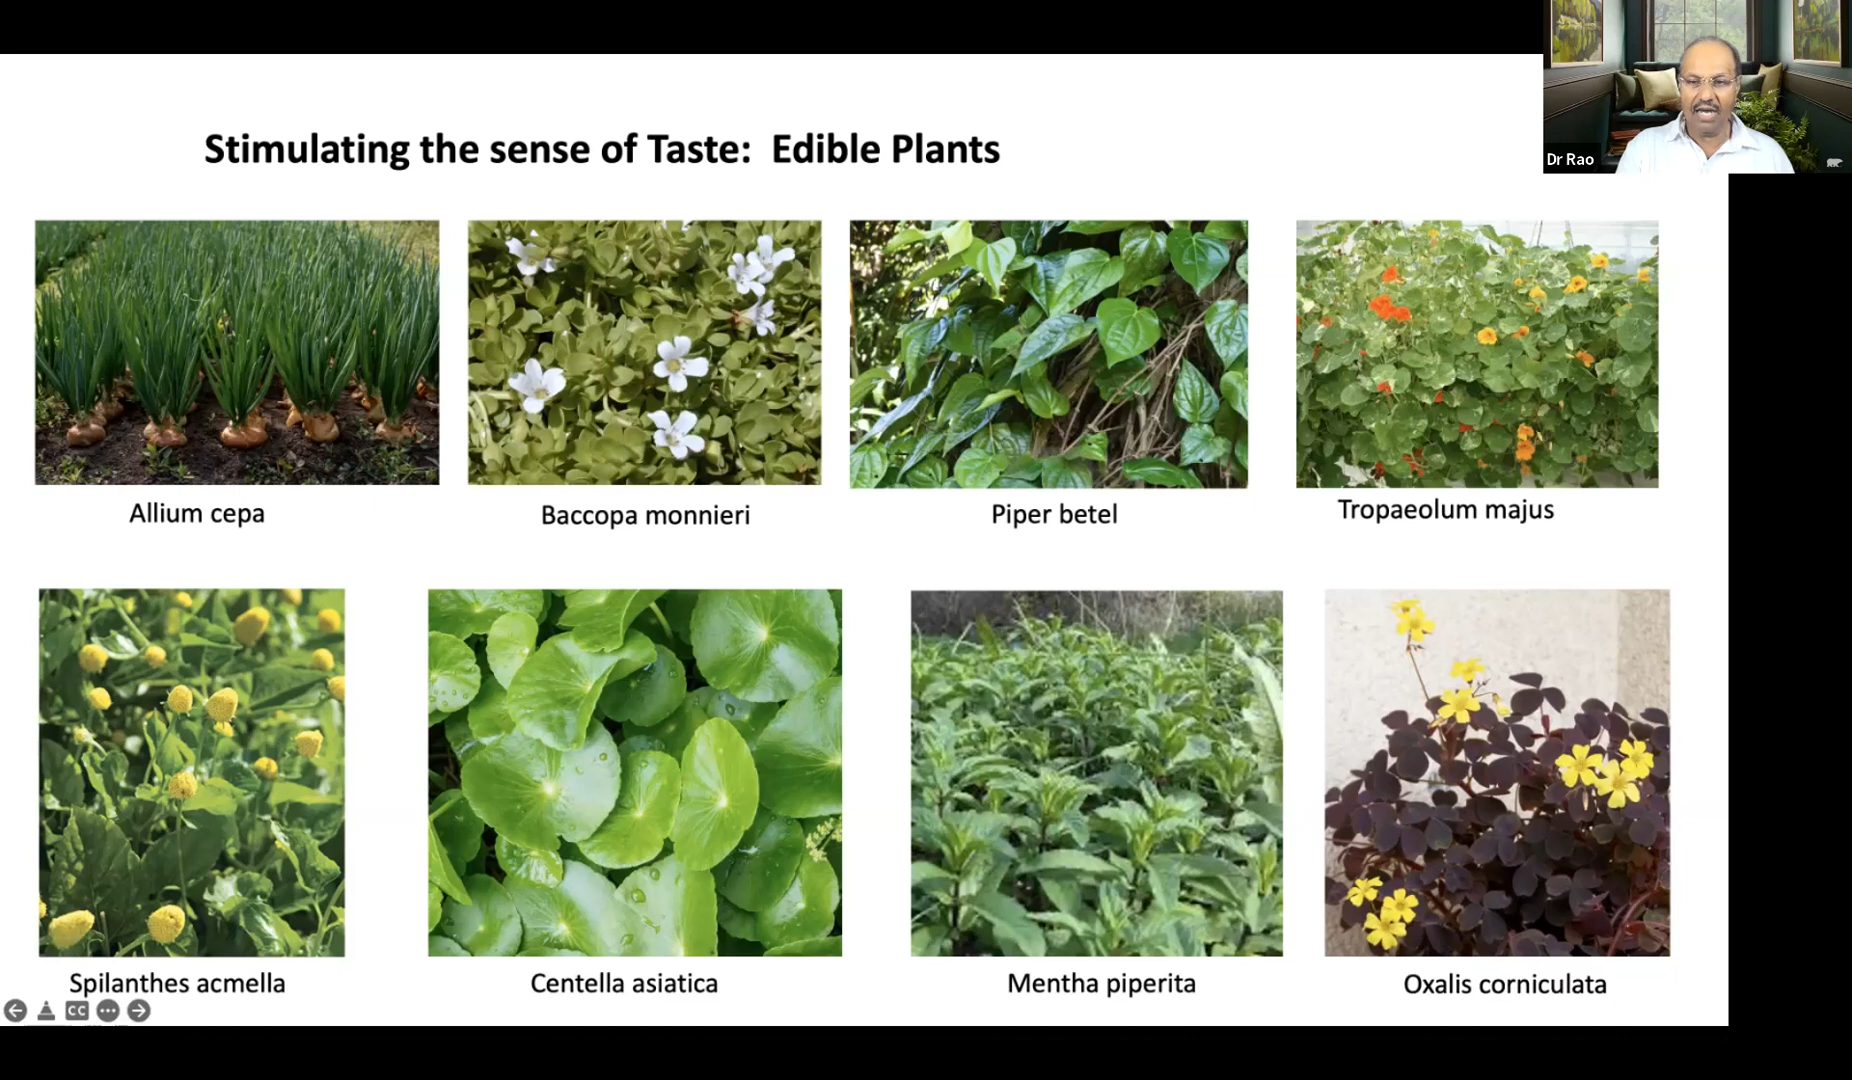 Dr Rao
Stimulating the sense of Taste:  Edible Plants
Allium cepa
Baccopa monnieri
Piper betel
Tropaeolum majus
Spilanthes acmella
Centella asiatica
Mentha piperita
Oxalis corniculata
CC